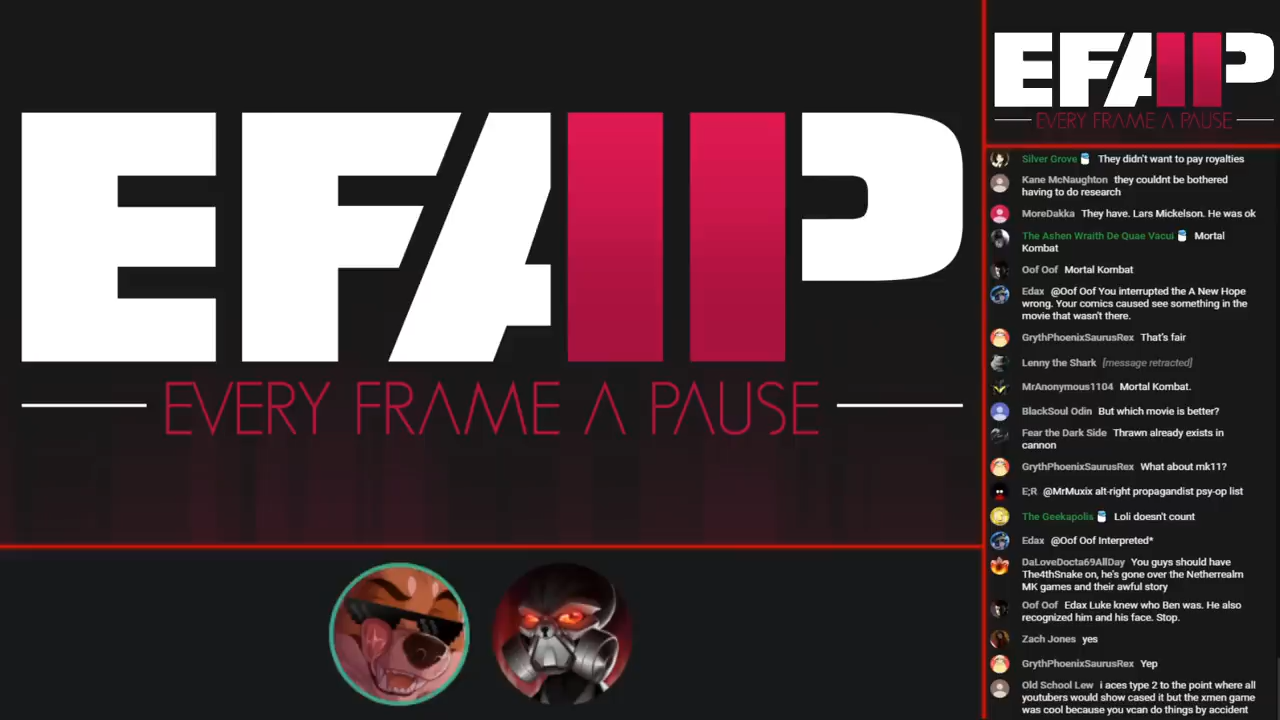 EFAP
EVERY FRAME A PAUSE
EFAP
EVERY FRAME A PAUSE
Silver Grove They didn't want to pay royalties
Kane McNaughton they couldnt be bothered
having to do research
MoreDakka They have. Lars Mickelson. He was ok
The Ashen Wraith De Quae Vacui Mortal
Kombat
Oof Oof Mortal Kombat
Edax @Oof Oof You interrupted the A New Hope
wrong. Your comics caused see something in the
movie that wasn't there.
GrythPhoenixSaurusRex That's fair
Lenny the Shark [message retracted]
MrAnonymous1104 Mortal Kombat.
BlackSoul Odin But which movie is better?
Fear the Dark Side Thrawn already exists in
cannon
GrythPhoenixSaurusRex What about mk11?
E;R @MrMuxix alt-right propagandist psy-op list
The Geekapolis Loli doesn't count
Edax @Oof Oof Interpreted*
DaLoveDocta69AllDay You guys should have
The4thSnake on, he's gone over the Netherrealm
MK games and their awful story
Oof Oof Edax Luke knew who Ben was. He also
recognized him and his face. Stop.
Zach Jones yes
GrythPhoenixSaurusRex Yep
Old School Lew i aces type 2 to the point where all
youtubers would show cased it but the xmen game
was cool because you vcan do things by accident